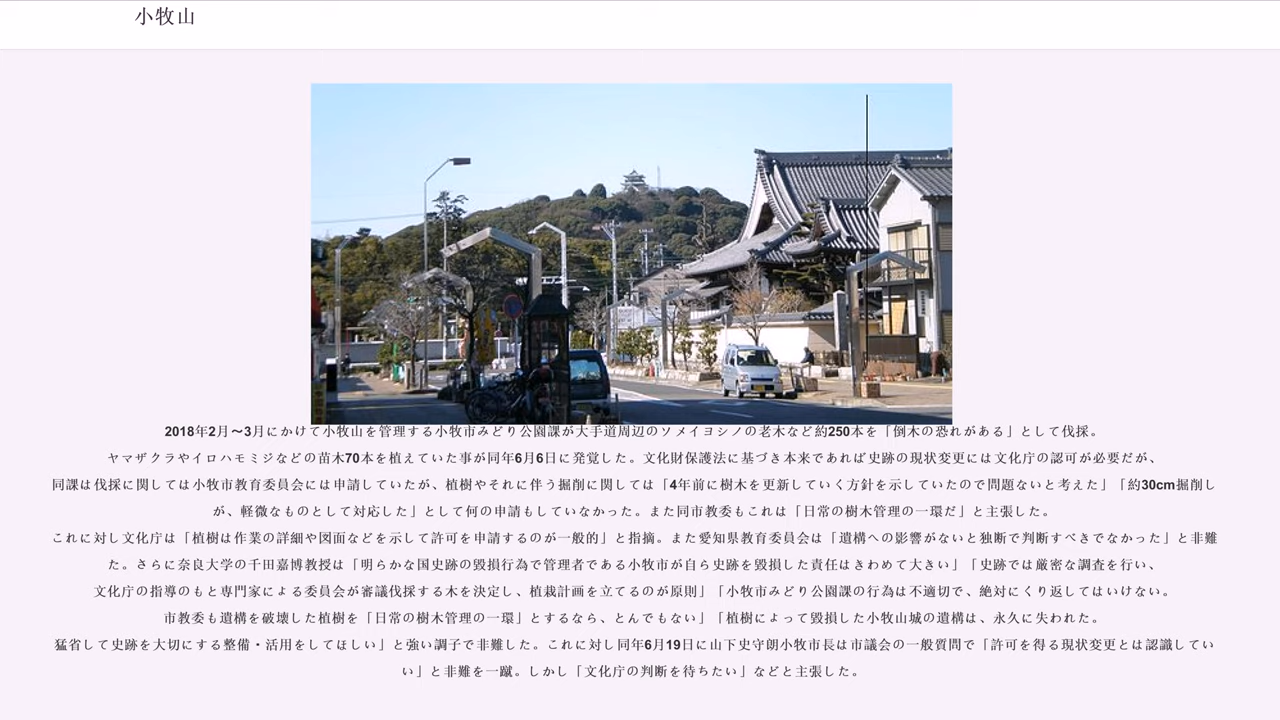 小牧山
2018年2月〜3月にかけて小牧山を管理する小牧市みどり公園課が大手道周辺のソメイヨシノの老木など約250本を「倒木の恐れがある」として伐採。
ヤマザクラやイロハモミジなどの苗木70本を植えていた事が同年6月6日に発覚した。文化財保護法に基づき本来であれば史跡の現状変更には文化庁の認可が必要だが、
同課は伐採に関しては小牧市教育委員会には申請していたが、植樹やそれに伴う掘削に関しては「4年前に樹木を更新していく方針を示していたので問題ないと考えた」「約30cm掘削し
が、軽微なものとして対応した」として何の申請もしていなかった。また同市教委もこれは「日常の樹木管理の一環だ」と主張した。
これに対し文化庁は「植樹は作業の詳細や図面などを示して許可を申請するのが一般的」と指摘。また愛知県教育委員会は「遺構への影響がないと独断で判断すべきでなかった」と非難
た。さらに奈良大学の千田嘉博教授は「明らかな国史跡の毀損行為で管理者である小牧市が自ら史跡を毀損した責任はきわめて大きい」「史跡では厳密な調査を行い、
文化庁の指導のもと専門家による委員会が審議伐採する木を決定し、植栽計画を立てるのが原則」「小牧市みどり公園課の行為は不適切で、絶対にくり返してはいけない。
市教委も遺構を破壊した植樹を「日常の樹木管理の一環」とするなら、とんでもない」「植樹によって毀損した小牧山城の遺構は、永久に失われた。
猛省して史跡を大切にする整備・活用をしてほしい」と強い調子で非難した。これに対し同年6月19日に山下史守朗小牧市長は市議会の一般質問で「許可を得る現状変更とは認識してい
い」と非難を一蹴。しかし「文化庁の判断を待ちたい」などと主張した。